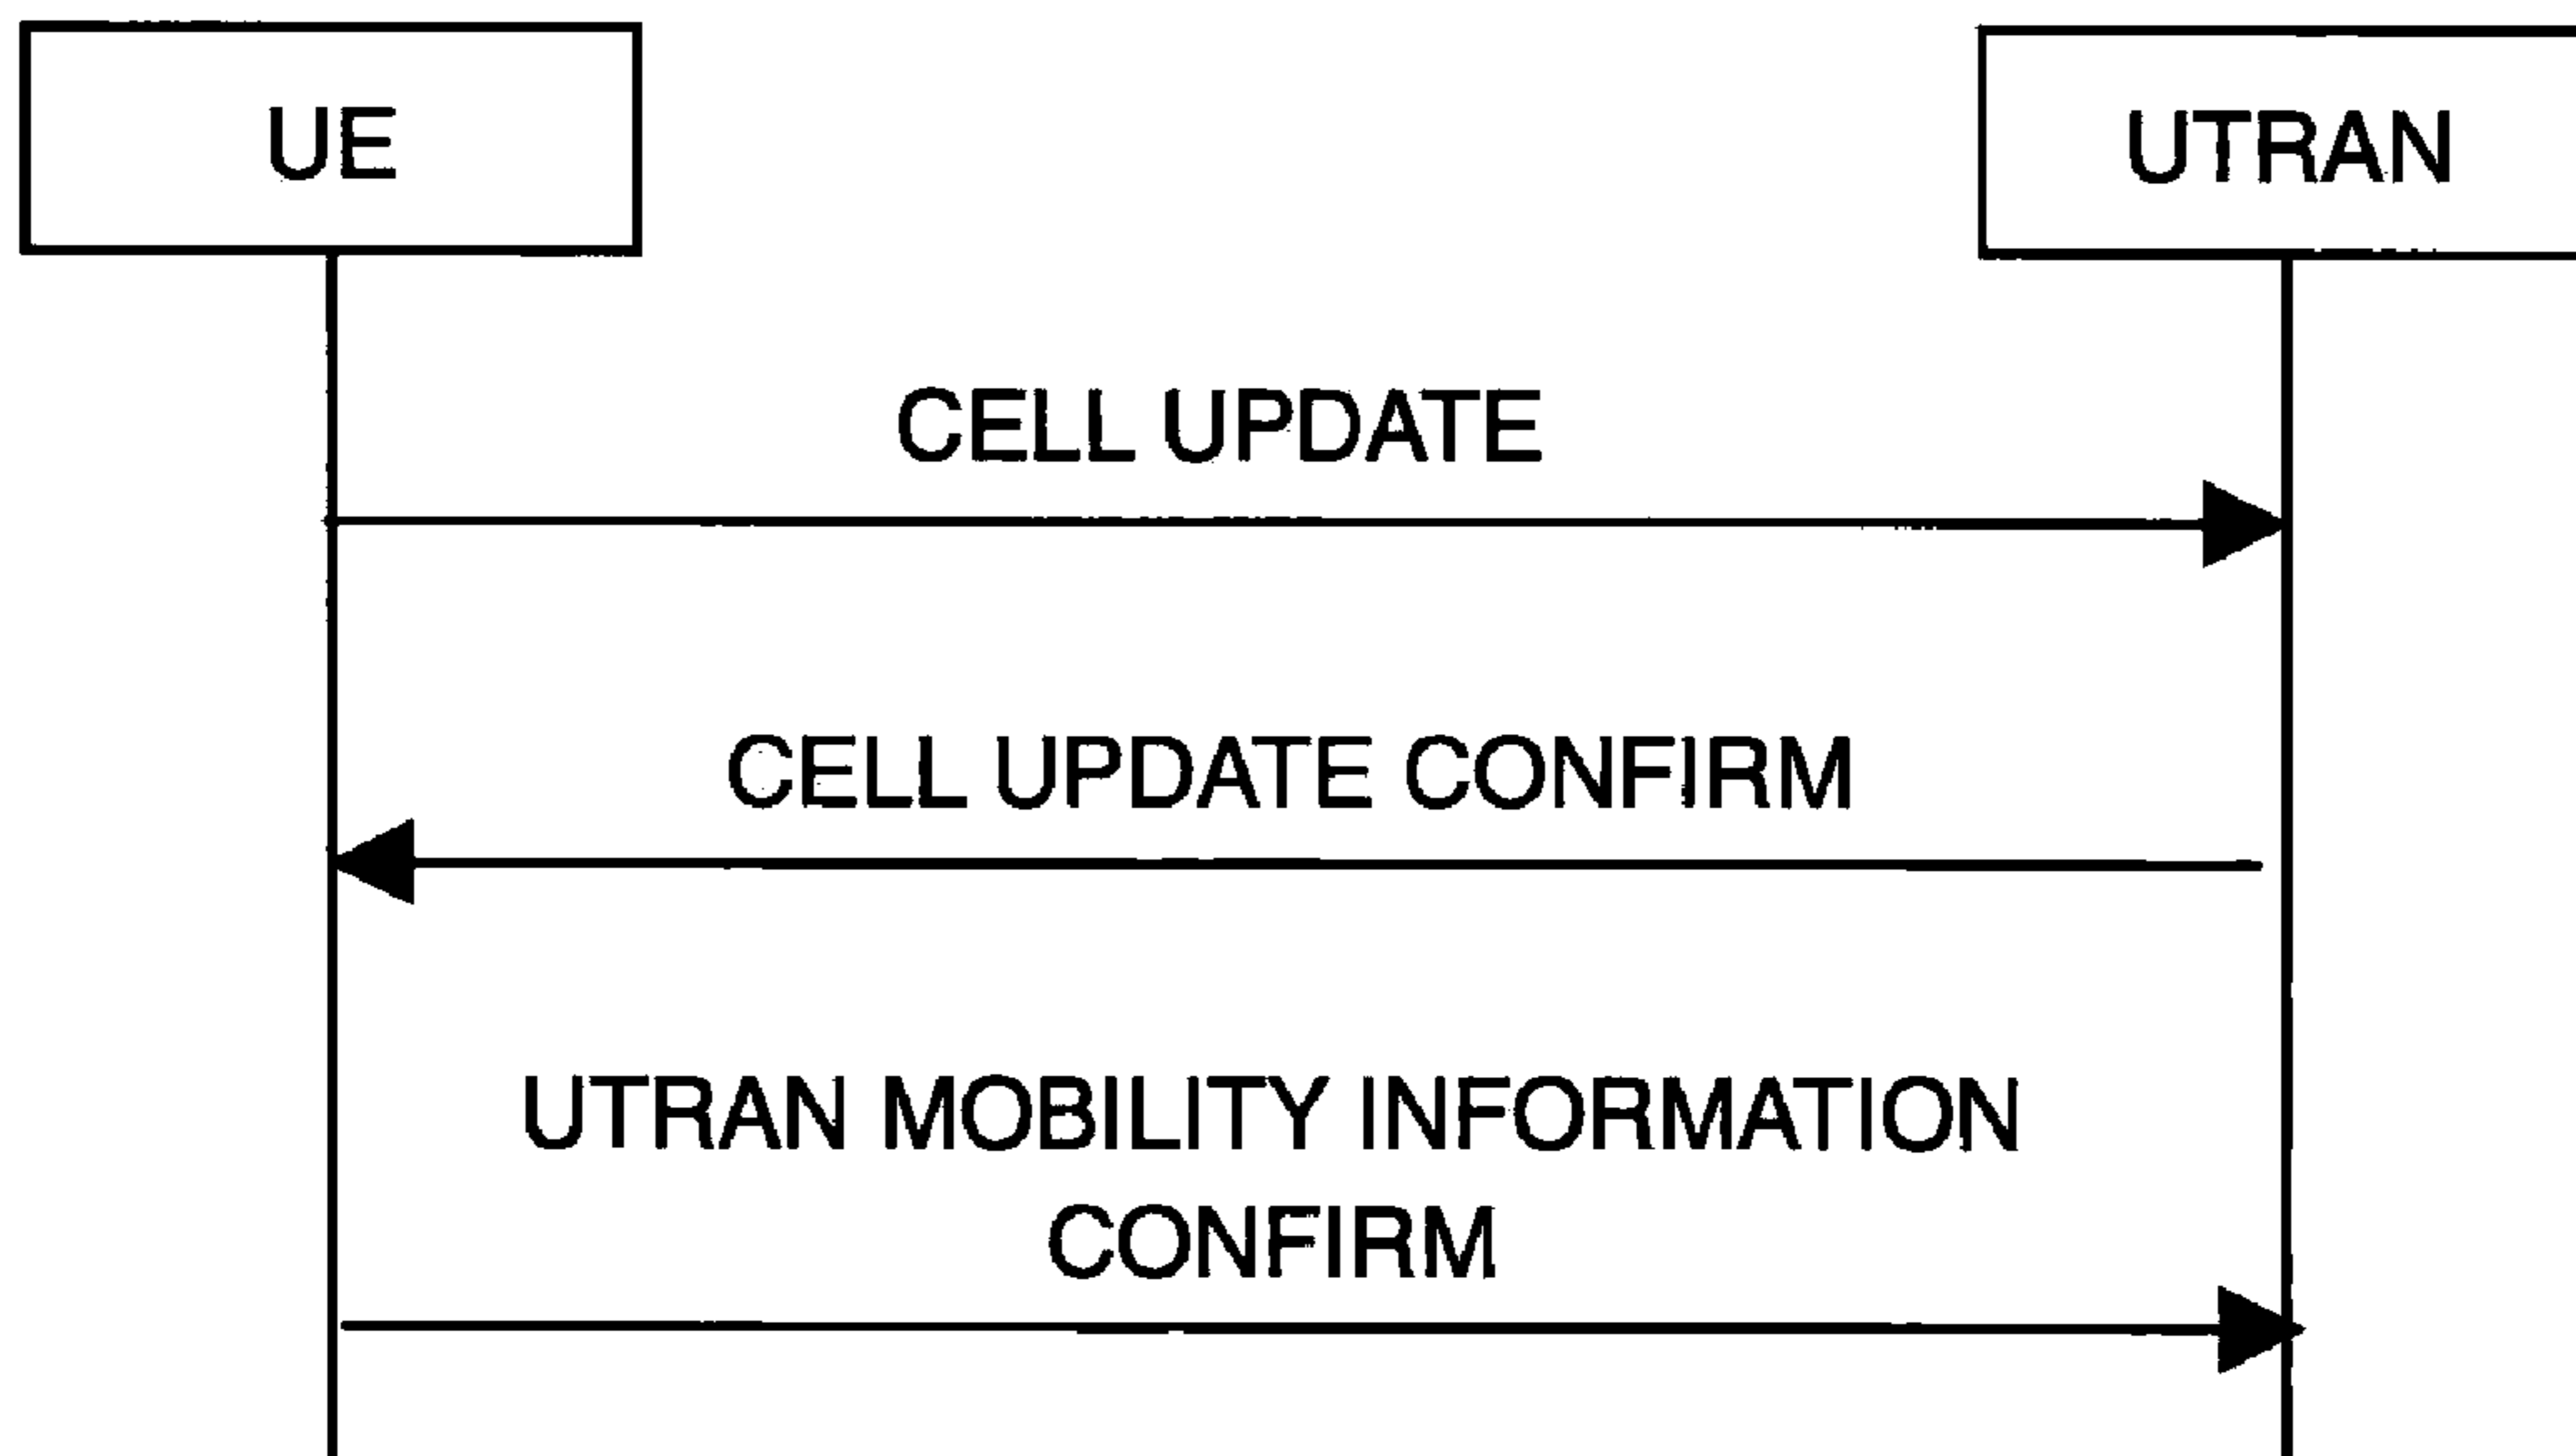 UE
UTRAN
CELL UPDATE
CELL UPDATE CONFIRM
UTRAN MOBILITY INFORMATION
CONFIRM